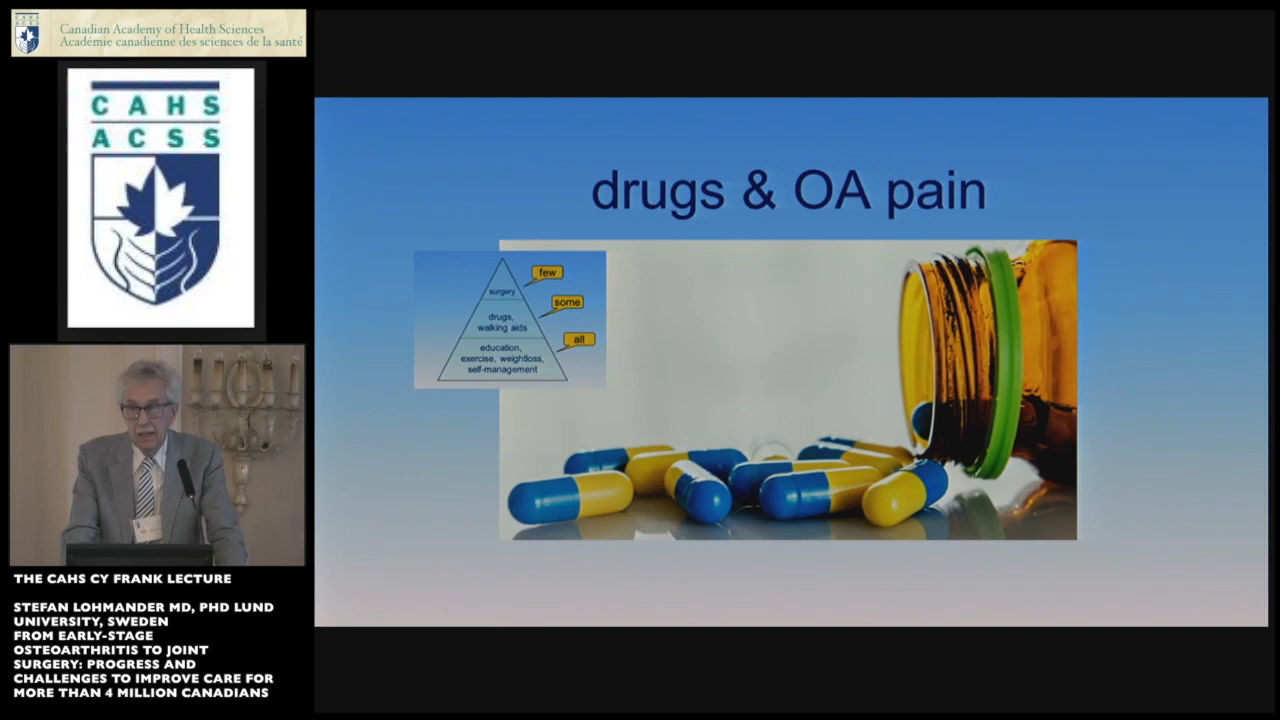 Canadian Academy of Health Sciences
Académie canadienne des sciences de la santé
CAHS
ACSS
THE CAHS CY FRANK LECTURE
STEFAN LOHMANDER MD, PHD LUND
UNIVERSITY, SWEDEN
FROM EARLY-STAGE
OSTEOARTHRITIS TO JOINT
SURGERY: PROGRESS AND
CHALLENGES TO IMPROVE CARE FOR
MORE THAN 4 MILLION CANADIANS
drugs & OA pain
few
surgery
some
drugs,
walking aids
all
education,
exercise, weightloss,
self-management